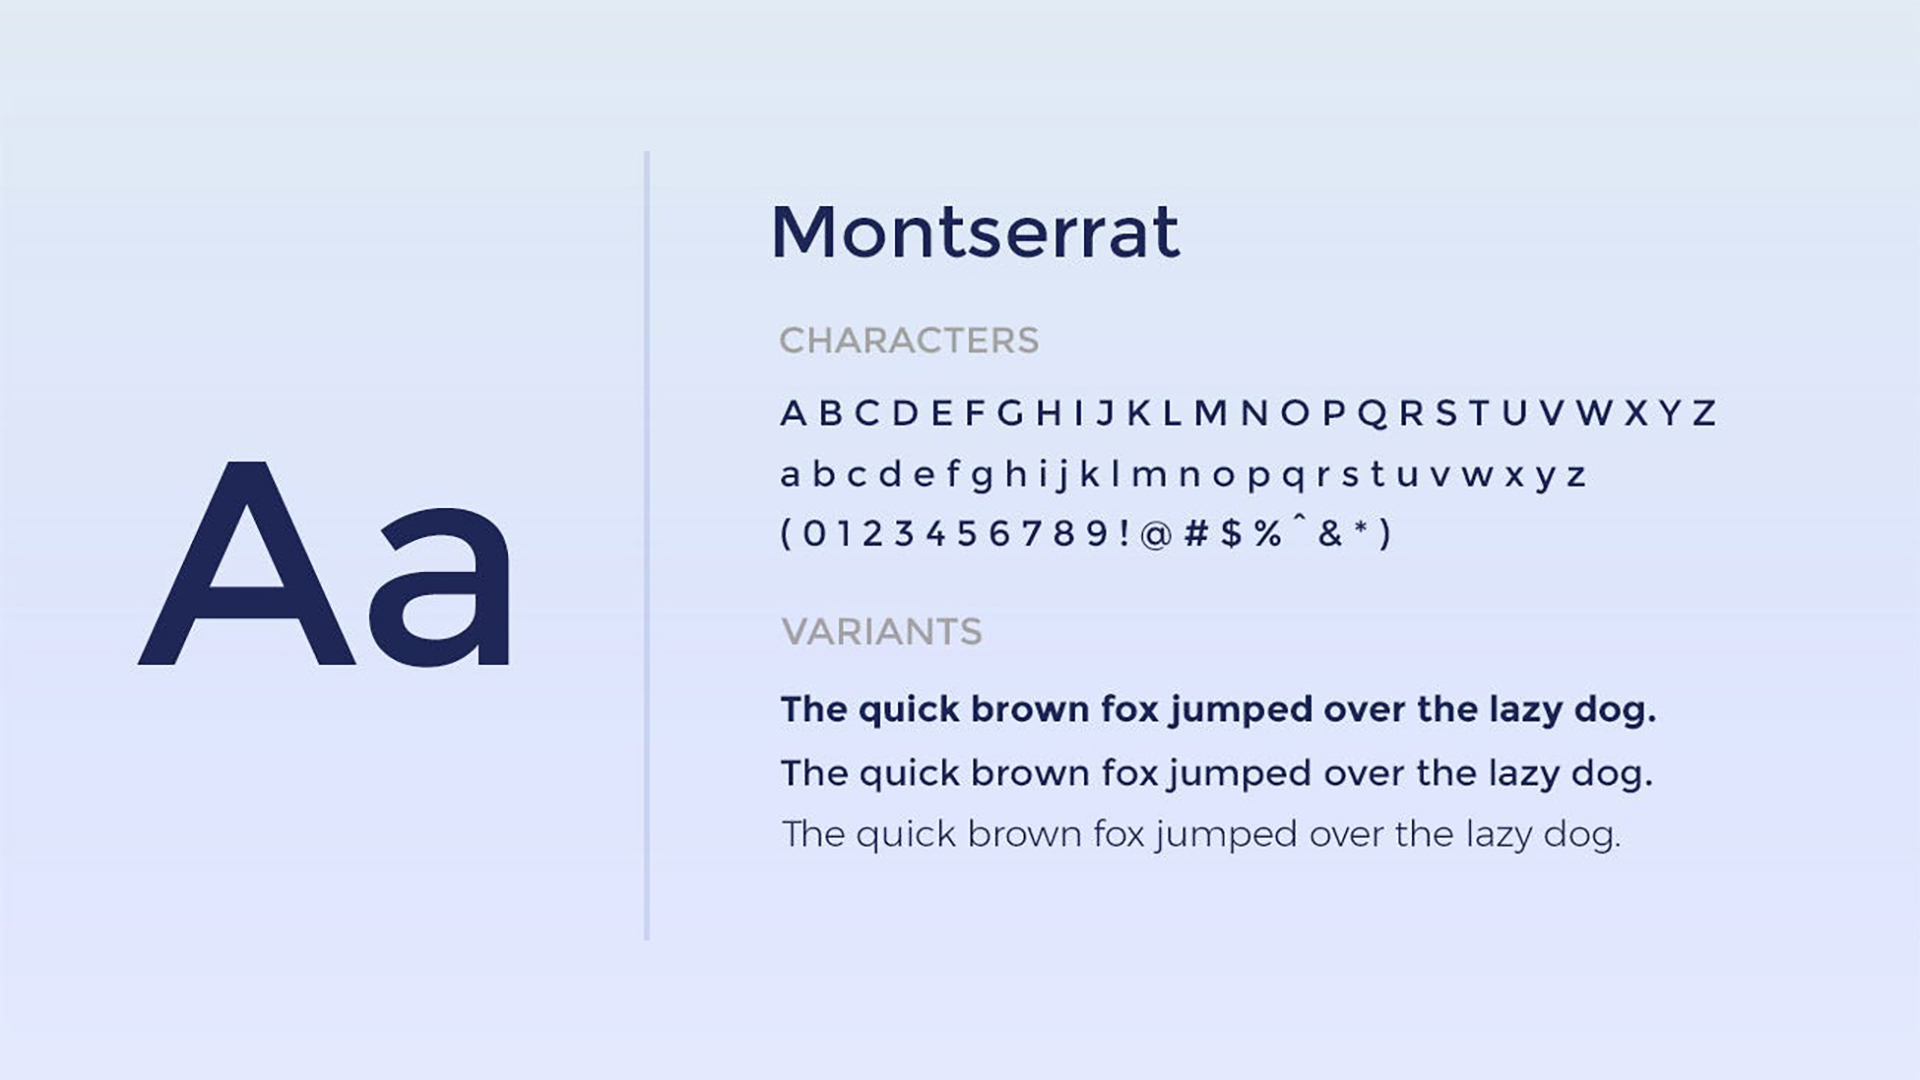 Aa
Montserrat
CHARACTERS
A B C D E F G H I J K L M N O P Q R S T U V W X Y Z
a b c d e f g h i j k l m n o p q r s t u v w x y z
( 0 1 2 3 4 5 6 7 8 9 ! @ # $ % ˆ & * )
VARIANTS
The quick brown fox jumped over the lazy dog.
The quick brown fox jumped over the lazy dog.
The quick brown fox jumped over the lazy dog.